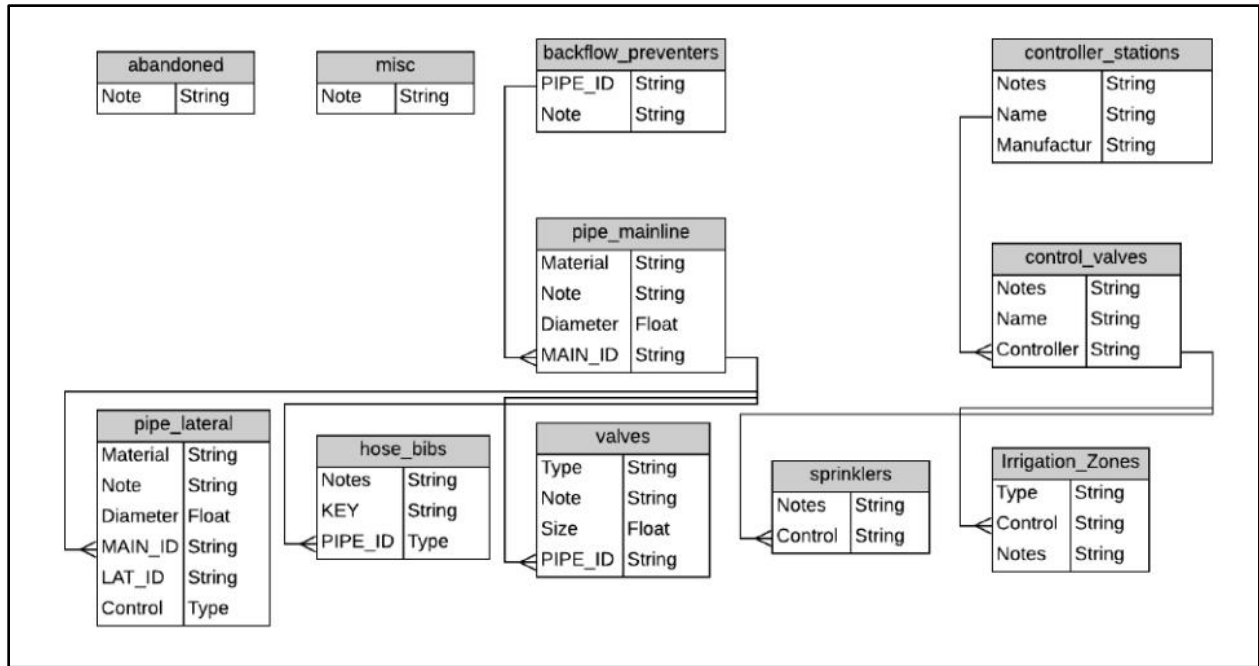 abandoned
Note String
misc
Note String
backflow_preventers
PIPE_ID String
Note String
controller_stations
Notes String
Name String
Manufactur String
pipe_mainline
Material String
Note String
Diameter Float
MAIN_ID String
control_valves
Notes String
Name String
Controller String
pipe_lateral
Material String
Note String
Diameter Float
MAIN_ID String
LAT_ID String
Control Type
hose_bibs
Notes String
KEY String
PIPE_ID Type
valves
Type String
Note String
Size Float
PIPE_ID String
sprinklers
Notes String
Control String
Irrigation_Zones
Type String
Control String
Notes String